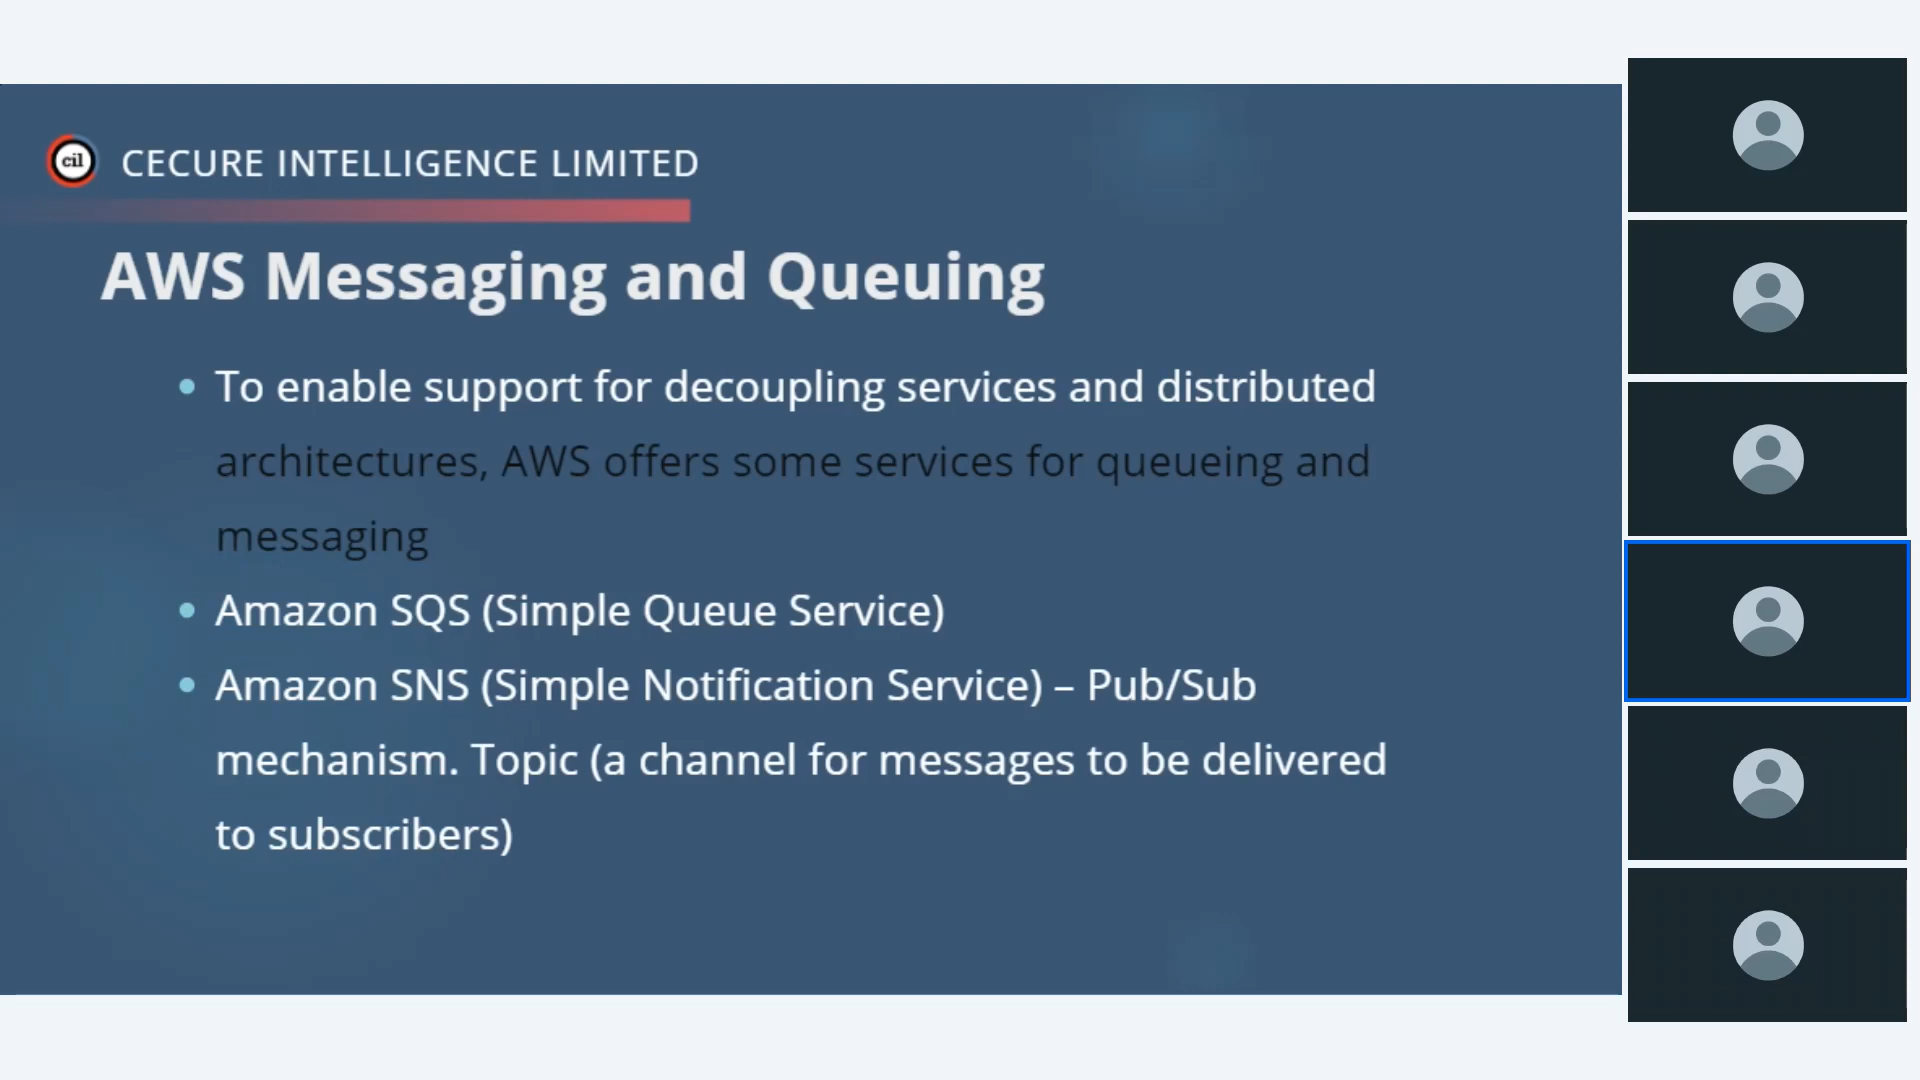 cil
CECURE INTELLIGENCE LIMITED
AWS Messaging and Queuing
• To enable support for decoupling services and distributed
architectures, AWS offers some services for queueing and
messaging
• Amazon SQS (Simple Queue Service)
• Amazon SNS (Simple Notification Service) – Pub/Sub
mechanism. Topic (a channel for messages to be delivered
to subscribers)